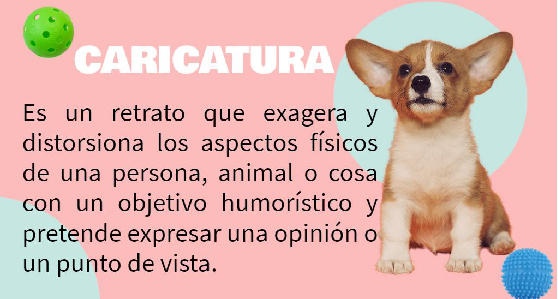 CARICATURA
Es un retrato que exagera y
distorsiona los aspectos físicos
de una persona, animal o cosa
con un objetivo humorístico y
pretende expresar una opinión o
un punto de vista.